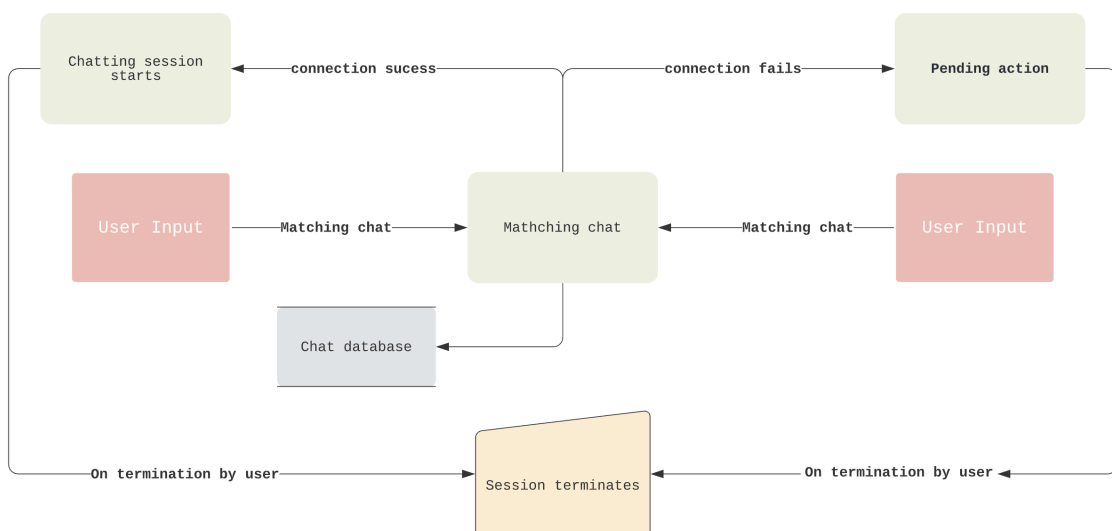 Chatting session
starts
connection sucess
connection fails
Pending action
User Input
Matching chat
Mathching chat
Matching chat
User Input
Chat database
On termination by user
Session terminates
On termination by user